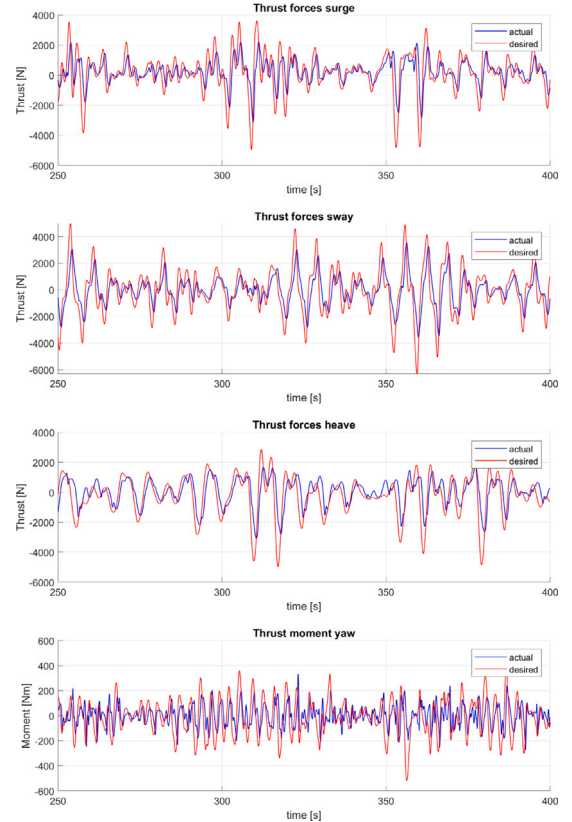 Thrust forces surge
4000
2000
0
-2000
-4000
-6000
Thrust [N]
actual
desired
250
300
350
400
time [s]
Thrust forces sway
4000
2000
0
-2000
-4000
-6000
Thrust [N]
actual
desired
250
300
350
400
time [s]
Thrust forces heave
4000
2000
0
-2000
-4000
-6000
Thrust [N]
actual
desired
250
300
350
400
time [s]
Thrust moment yaw
600
400
200
0
-200
-400
-600
Moment [Nm]
actual
desired
250
300
350
400
time [s]